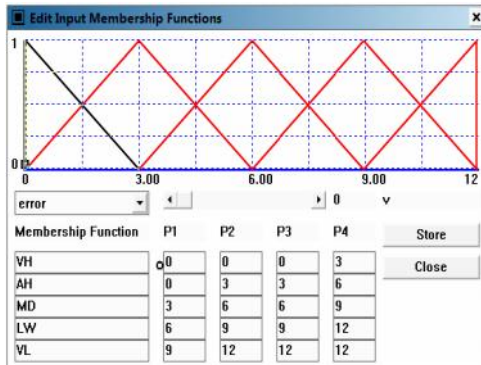 Edit Input Membership Functions x
1
0
0 3.00 6.00 9.00 12
error 0 v
Membership Function P1 P2 P3 P4 Store
VH 0 0 0 3 Close
AH 0 3 3 6
MD 3 6 6 9
LW 6 9 9 12
VL 9 12 12 12